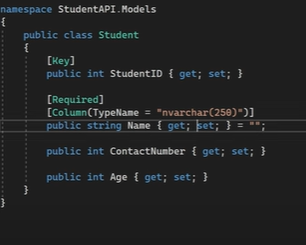 namespace StudentAPI.Models
{
public class Student
{
[Key]
public int StudentID { get; set; }
[Required]
[Column(TypeName = "nvarchar(250)")]
public string Name { get; set; } = "";
public int ContactNumber { get; set; }
public int Age { get; set; }
}
}